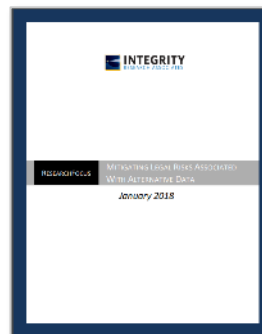 INTEGRITY
RESEARCH ASSOCIATES
RESEARCHFOCUS
MITIGATING LEGAL RISKS ASSOCIATED
WITH ALTERNATIVE DATA
January 2018